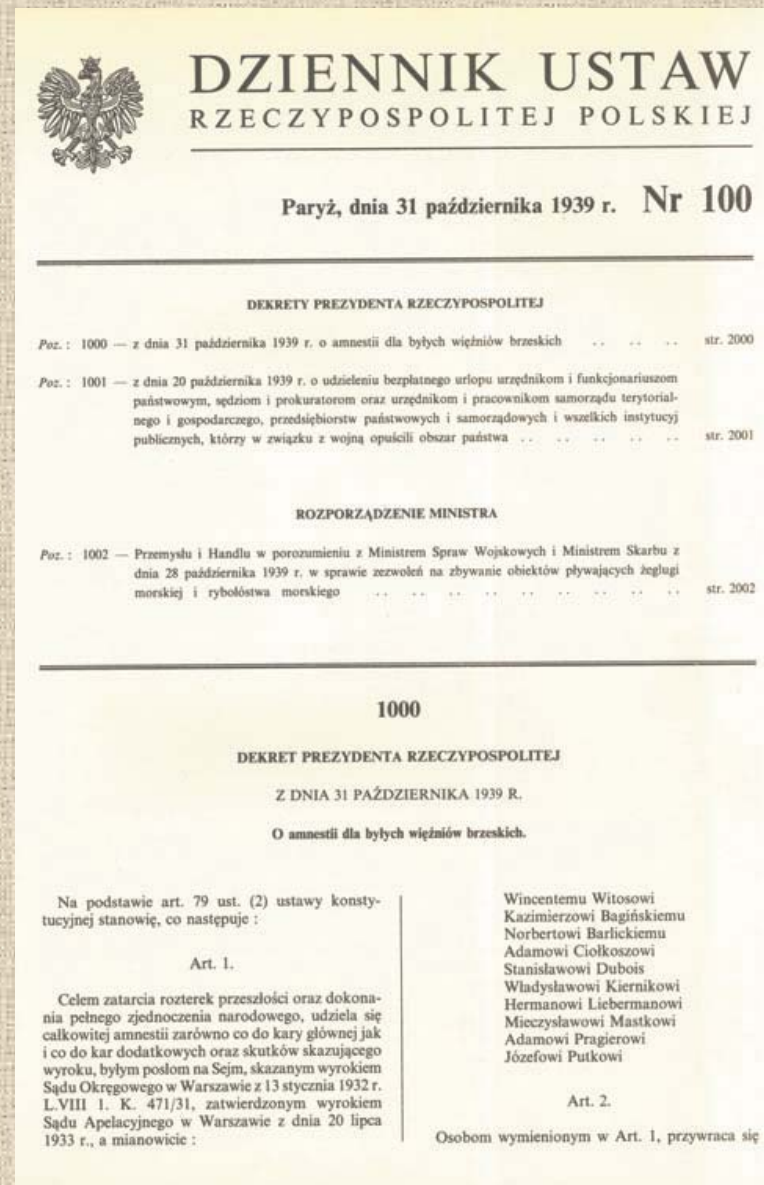 DZIENNIK USTAW
RZECZYPOSPOLITEJ POLSKIEJ
Paryż, dnia 31 października 1939 r. Nr 100
DEKRETY PREZYDENTA RZECZYPOSPOLITEJ
Poz. : 1000 — z dnia 31 października 1939 r. o amnestii dla byłych więźniów brzeskich .. .. .. str. 2000
Poz. : 1001 — z dnia 20 października 1939 r. o udzieleniu bezpłatnego urlopu urzędnikom i funkcjonariuszom
państwowym, sędziom i prokuratorom oraz urzędnikom i pracownikom samorządu terytorial-
nego i gospodarczego, przedsiębiorstw państwowych i samorządowych i wszelkich instytucyj
publicznych, którzy w związku z wojną opuścili obszar państwa .. .. .. .. .. str. 2001
ROZPORZĄDZENIE MINISTRA
Poz. : 1002 — Przemysłu i Handlu w porozumieniu z Ministrem Spraw Wojskowych i Ministrem Skarbu z
dnia 28 października 1939 r. w sprawie zezwoleń na zbywanie obiektów pływających żeglugi
morskiej i rybołóstwa morskiego .. .. .. .. .. .. .. .. .. str. 2002
1000
DEKRET PREZYDENTA RZECZYPOSPOLITEJ
Z DNIA 31 PAŹDZIERNIKA 1939 R.
O amnestii dla byłych więźniów brzeskich.
Na podstawie art. 79 ust. (2) ustawy konsty-
tucyjnej stanowię, co następuje :
Art. 1.
Celem zatarcia rozterek przeszłości oraz dokona-
nia pełnego zjednoczenia narodowego, udziela się
całkowitej amnestii zarówno co do kary głównej jak
i co do kar dodatkowych oraz skutków skazującego
wyroku, byłym posłom na Sejm, skazanym wyrokiem
Sądu Okręgowego w Warszawie z 13 stycznia 1932 r.
L.VIII 1. K. 471/31, zatwierdzonym wyrokiem
Sądu Apelacyjnego w Warszawie z dnia 20 lipca
1933 r., a mianowicie :
Wincentemu Witosowi
Kazimierzowi Bagińskiemu
Norbertowi Barlickiemu
Adamowi Ciołkoszowi
Stanisławowi Dubois
Władysławowi Kiernikowi
Hermanowi Liebermanowi
Mieczysławowi Mastkowi
Adamowi Pragierowi
Józefowi Putkowi
Art. 2.
Osobom wymienionym w Art. 1, przywraca się